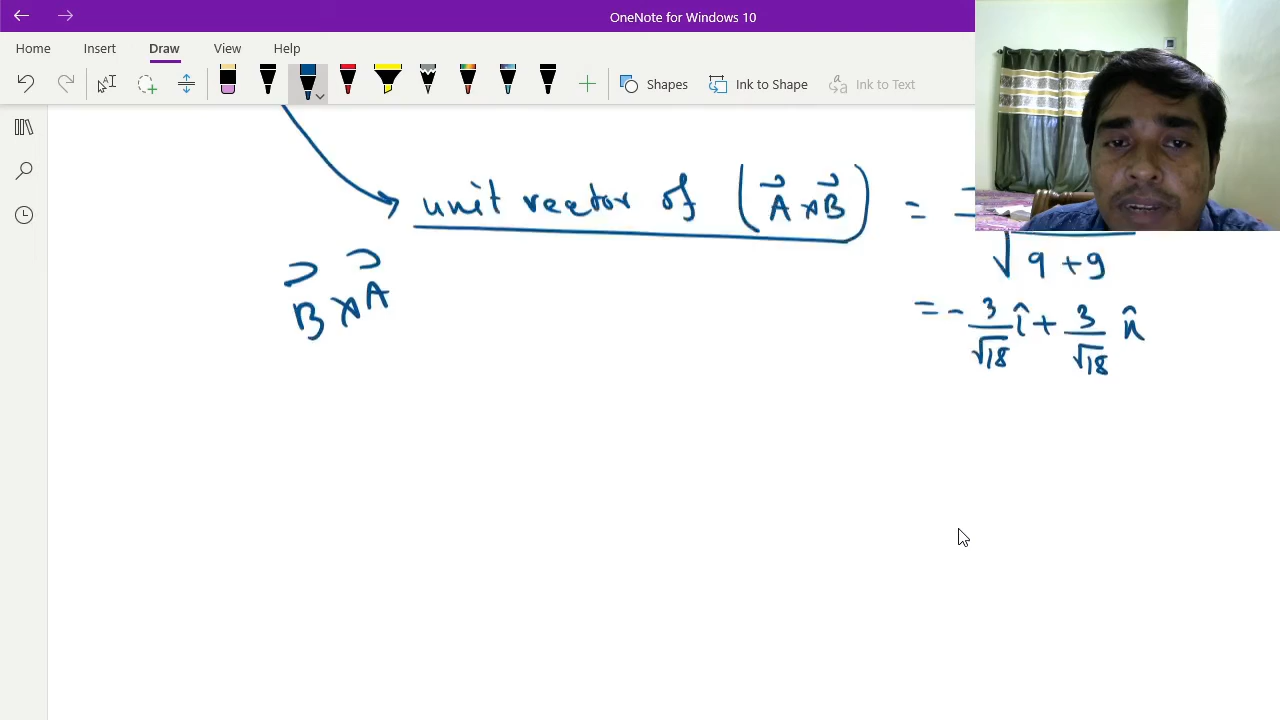 OneNote for Windows 10
Home Insert Draw View Help
Shapes Ink to Shape Ink to Text
unit vector of (A⃗ × B⃗) =
√9+9
B⃗ × A⃗
= - 3/√18 î + 3/√18 k̂